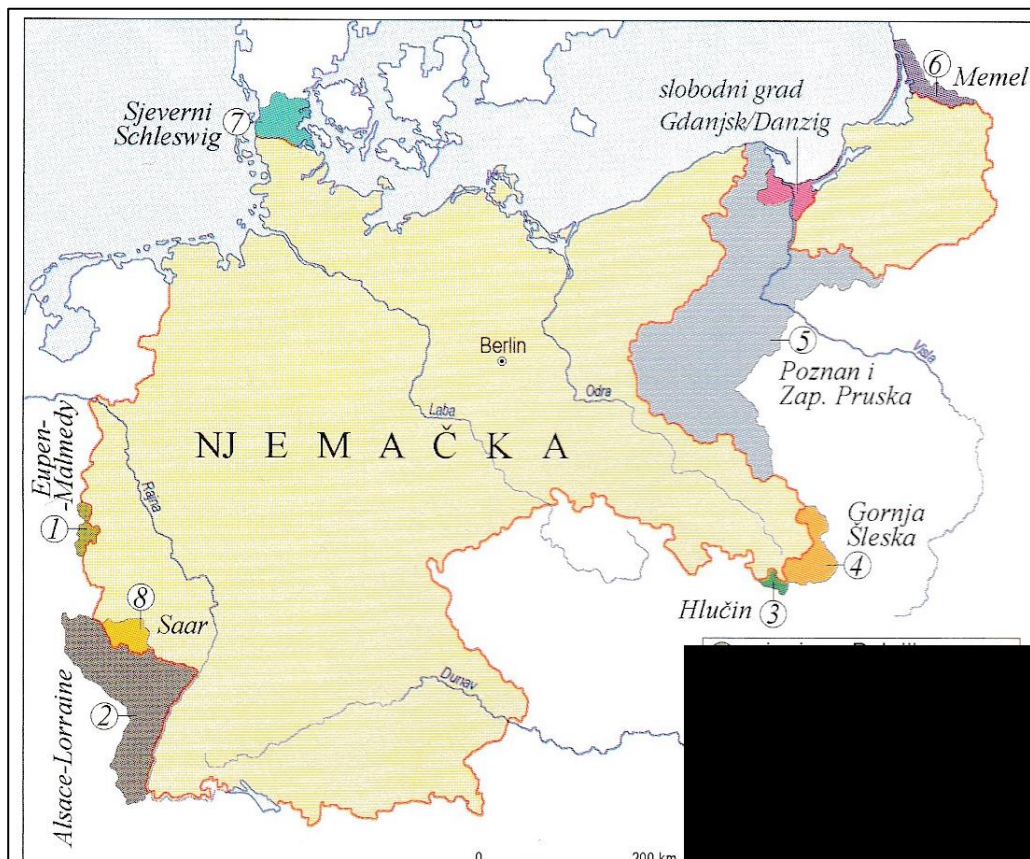 Sjeverni
Schleswig
7
slobodni grad
Gdanjsk/Danzig
6
Memel
Berlin
5
Poznan i
Zap. Pruska
Visla
Odra
Laba
NJEMAČKA
Eupen-
-Malmedy
1
Rajna
Gornja
Šleska
4
Hlučin
3
8
Saar
Alsace-Lorraine
2
Dunav
0
200 km